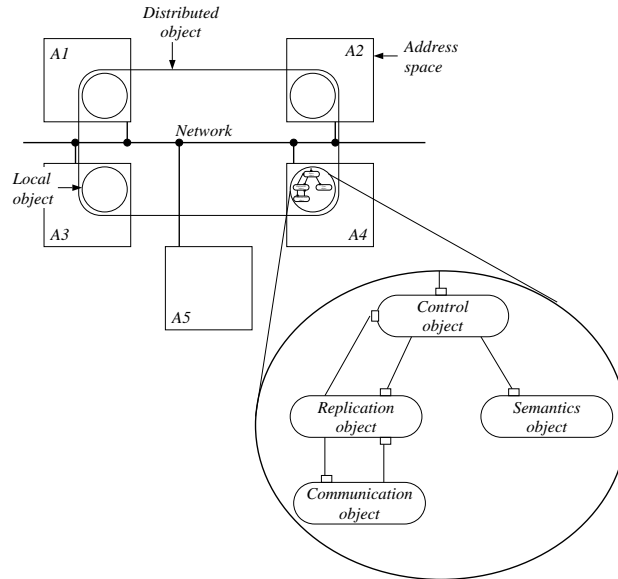 Distributed
object
A1
A2
Address
space
Network
Local
object
A3
A4
A5
Control
object
Replication
object
Semantics
object
Communication
object